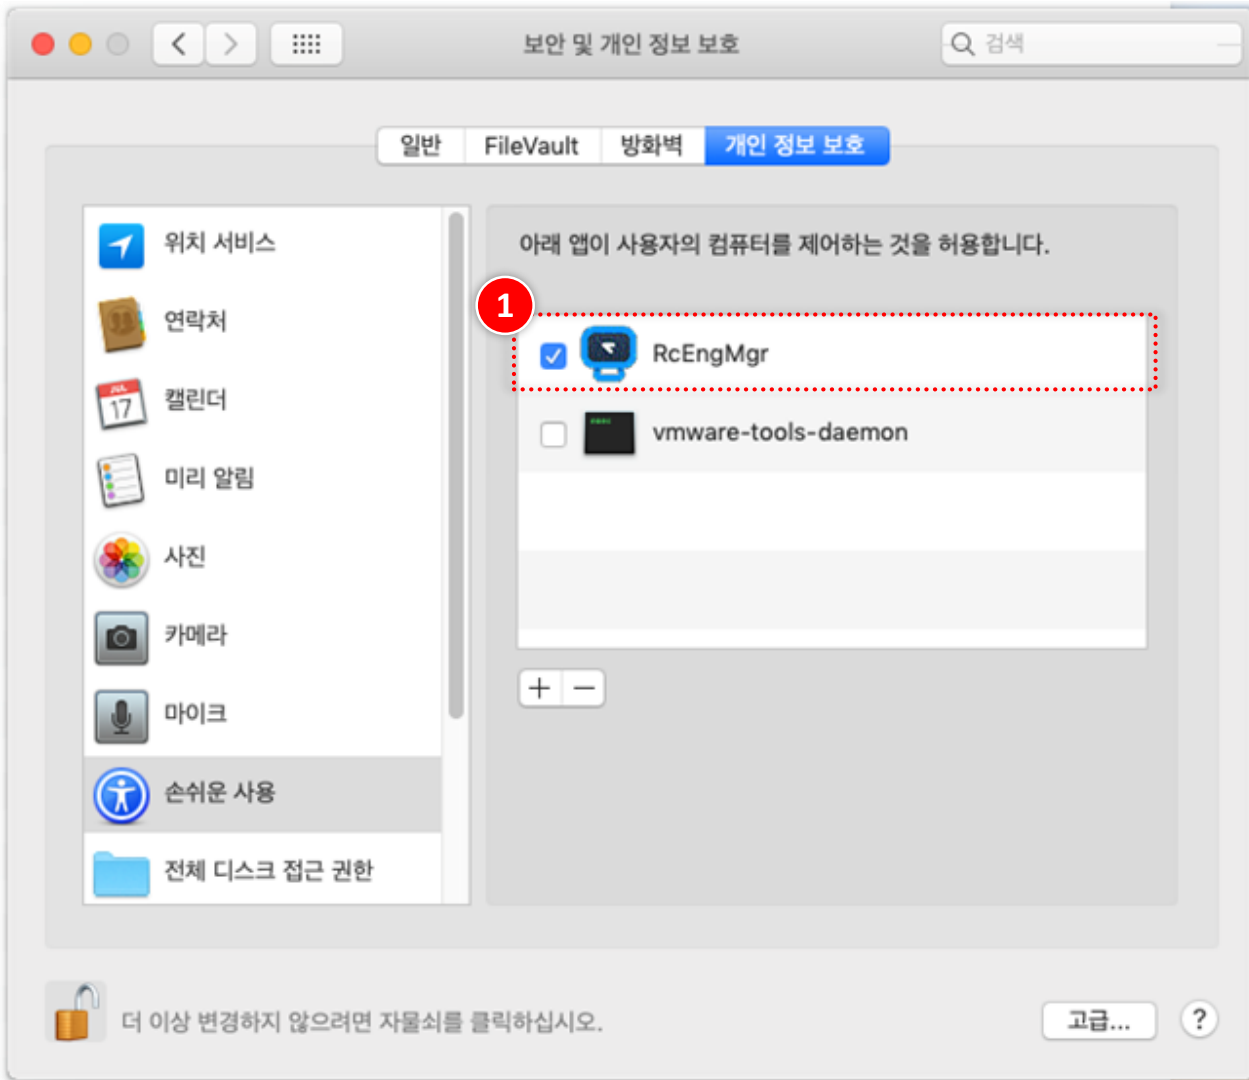 보안 및 개인 정보 보호
검색
일반
FileVault
방화벽
개인 정보 보호
위치 서비스
연락처
JUL
17
캘린더
미리 알림
사진
카메라
마이크
손쉬운 사용
전체 디스크 접근 권한
아래 앱이 사용자의 컴퓨터를 제어하는 것을 허용합니다.
1
RcEngMgr
vmware-tools-daemon
더 이상 변경하지 않으려면 자물쇠를 클릭하십시오.
고급...
?